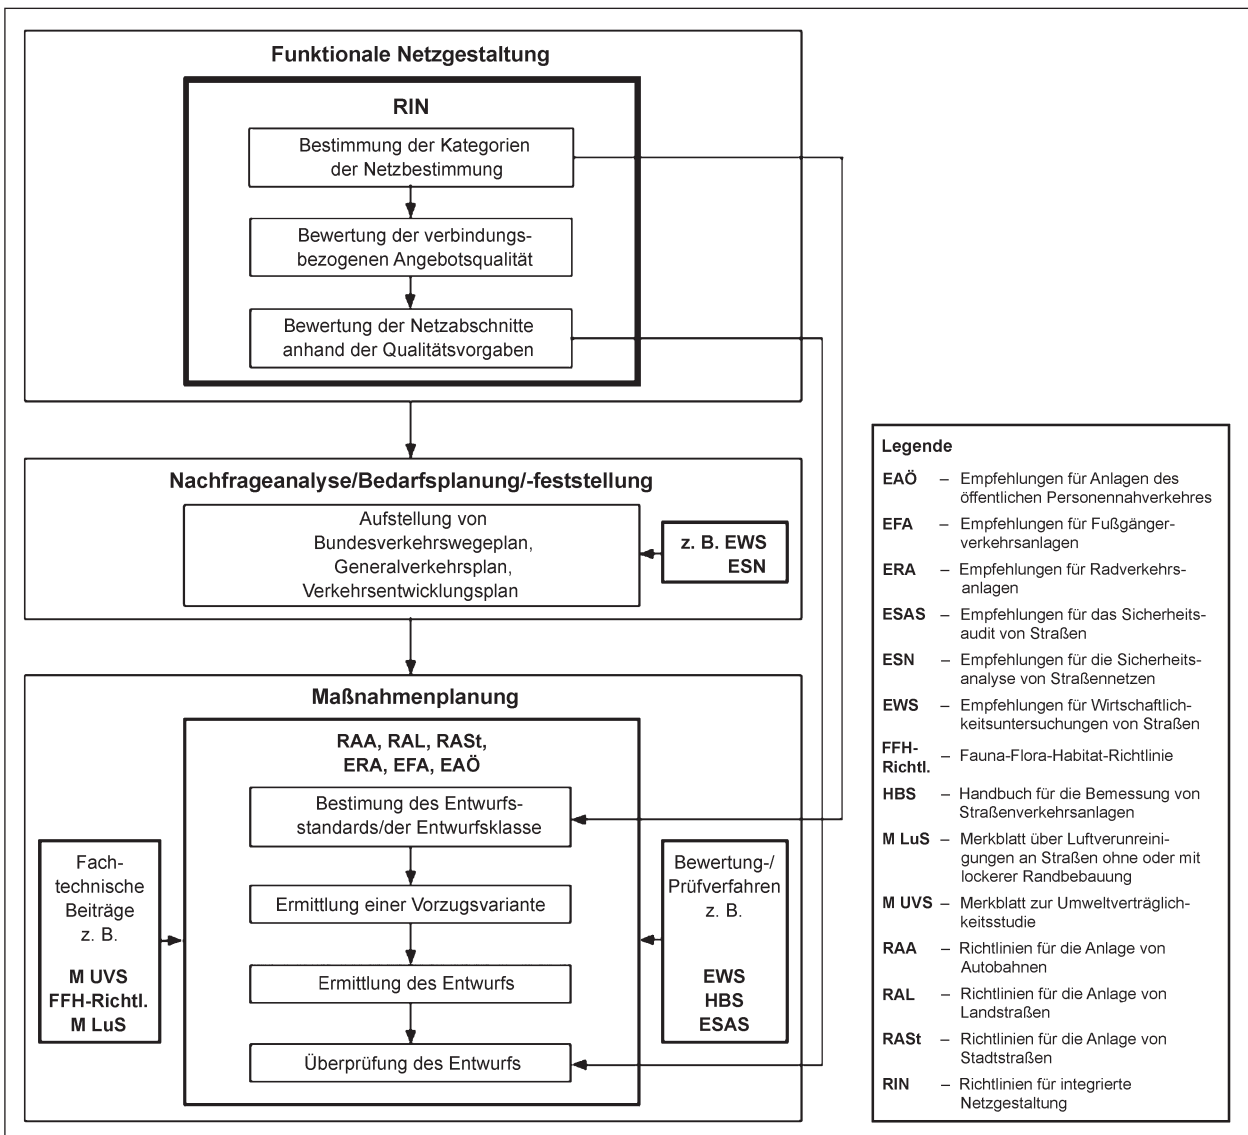 Funktionale Netzgestaltung
RIN
Bestimmung der Kategorien
der Netzbestimmung
Bewertung der verbindungs-
bezogenen Angebotsqualität
Bewertung der Netzabschnitte
anhand der Qualitätsvorgaben
Nachfrageanalyse/Bedarfsplanung/-feststellung
Aufstellung von
Bundesverkehrswegeplan,
Generalverkehrsplan,
Verkehrsentwicklungsplan
z. B. EWS
ESN
Maßnahmenplanung
RAA, RAL, RASt,
ERA, EFA, EAÖ
Bestimung des Entwurfs-
standards/der Entwurfsklasse
Ermittlung einer Vorzugsvariante
Ermittlung des Entwurfs
Überprüfung des Entwurfs
Fach-
technische
Beiträge
z. B.
M UVS
FFH-Richtl.
M LuS
Bewertung-/
Prüfverfahren
z. B.
EWS
HBS
ESAS
Legende
EAÖ – Empfehlungen für Anlagen des
öffentlichen Personennahverkehres
EFA – Empfehlungen für Fußgänger-
verkehrsanlagen
ERA – Empfehlungen für Radverkehrs-
anlagen
ESAS – Empfehlungen für das Sicherheits-
audit von Straßen
ESN – Empfehlungen für die Sicherheits-
analyse von Straßennetzen
EWS – Empfehlungen für Wirtschaftlich-
keitsuntersuchungen von Straßen
FFH-
Richtl. – Fauna-Flora-Habitat-Richtlinie
HBS – Handbuch für die Bemessung von
Straßenverkehrsanlagen
M LuS – Merkblatt über Luftverunreini-
gungen an Straßen ohne oder mit
lockerer Randbebauung
M UVS – Merkblatt zur Umweltverträglich-
keitsstudie
RAA – Richtlinien für die Anlage von
Autobahnen
RAL – Richtlinien für die Anlage von
Landstraßen
RASt – Richtlinien für die Anlage von
Stadtstraßen
RIN – Richtlinien für integrierte
Netzgestaltung